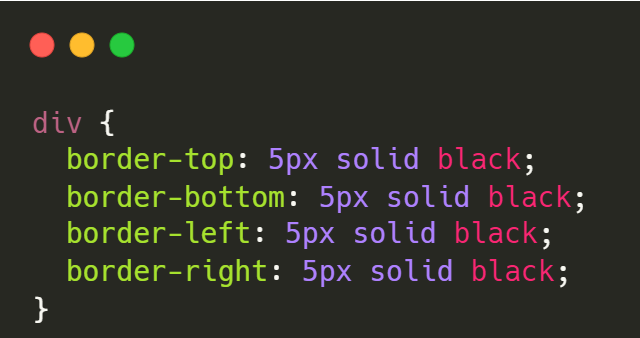 div {
  border-top: 5px solid black;
  border-bottom: 5px solid black;
  border-left: 5px solid black;
  border-right: 5px solid black;
}